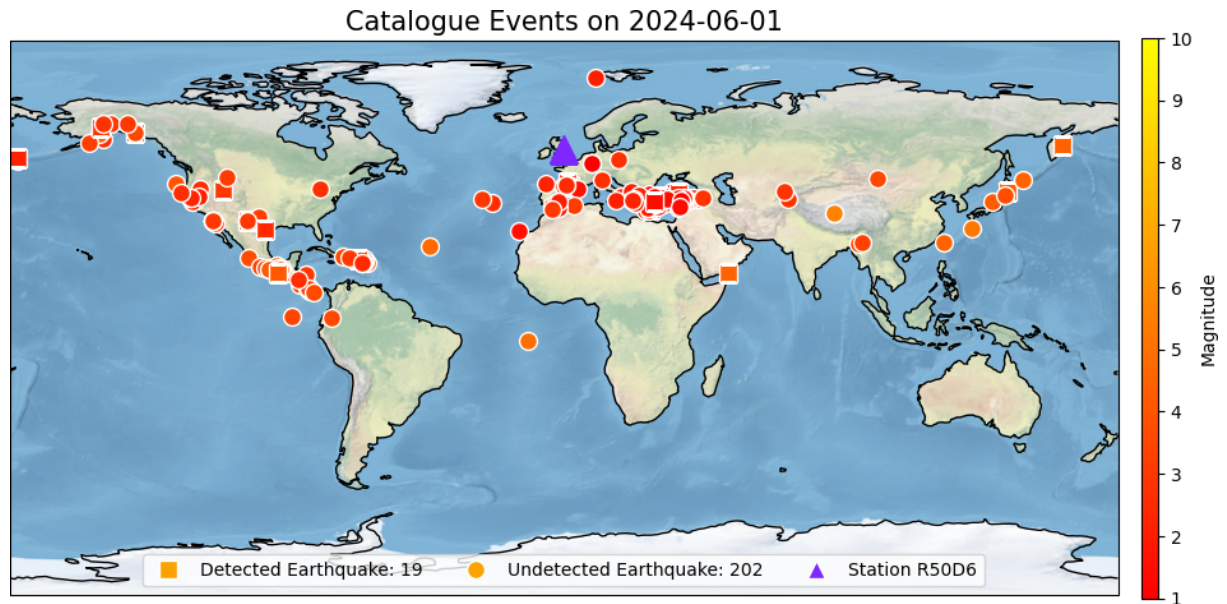 Catalogue Events on 2024-06-01
10
9
8
7
6
5
4
3
2
1
Magnitude
Detected Earthquake: 19
Undetected Earthquake: 202
Station R50D6